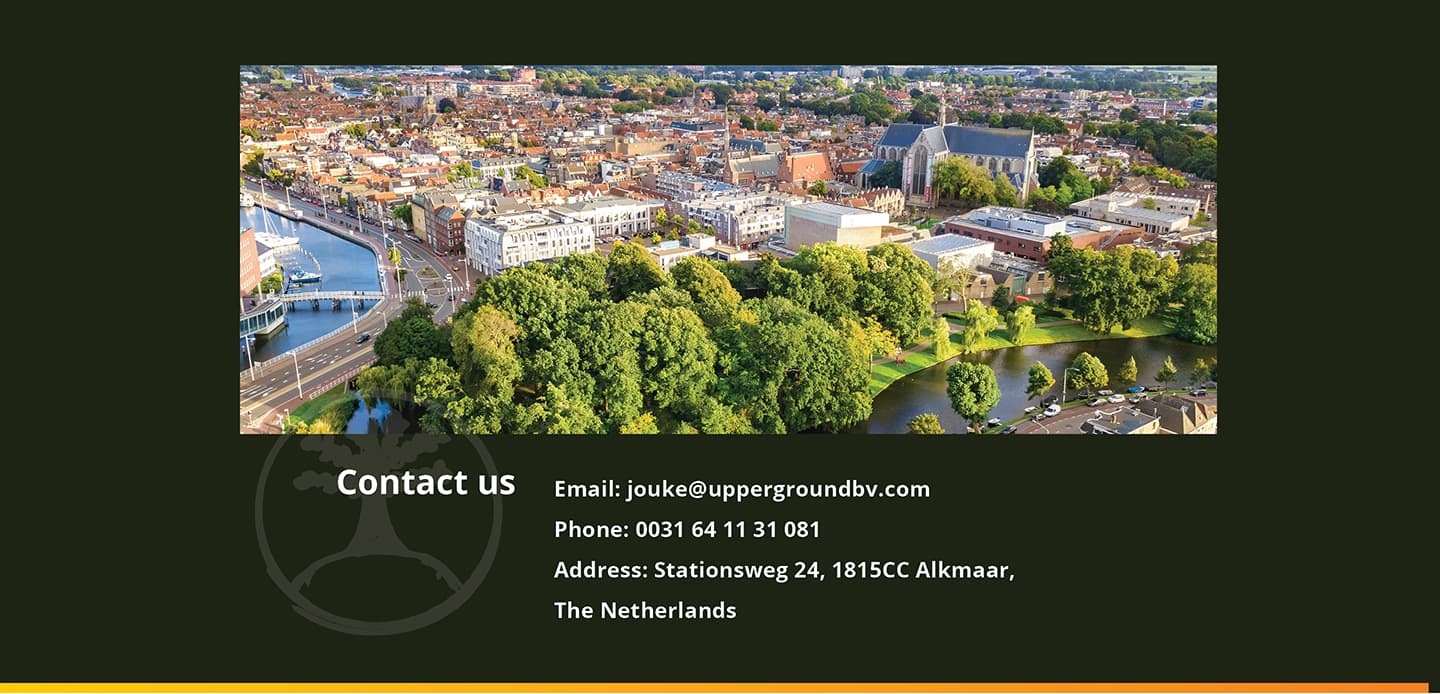 Contact us
Email: jouke@uppergroundbv.com
Phone: 0031 64 11 31 081
Address: Stationsweg 24, 1815CC Alkmaar,
The Netherlands